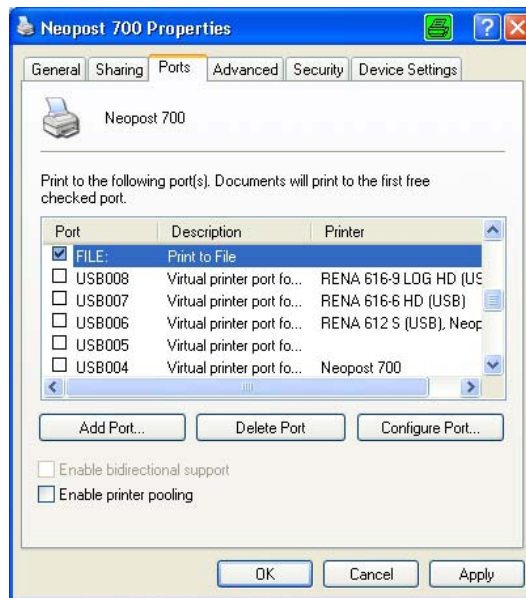 Neopost 700 Properties
General Sharing Ports Advanced Security Device Settings
Neopost 700
Print to the following port(s). Documents will print to the first free
checked port.
Port Description Printer
FILE: Print to File
USB008 Virtual printer port fo... RENA 616-9 LOG HD (US
USB007 Virtual printer port fo... RENA 616-6 HD (USB)
USB006 Virtual printer port fo... RENA 612 S (USB), Neop
USB005 Virtual printer port fo...
USB004 Virtual printer port fo... Neopost 700
Add Port... Delete Port Configure Port...
Enable bidirectional support
Enable printer pooling
OK Cancel Apply